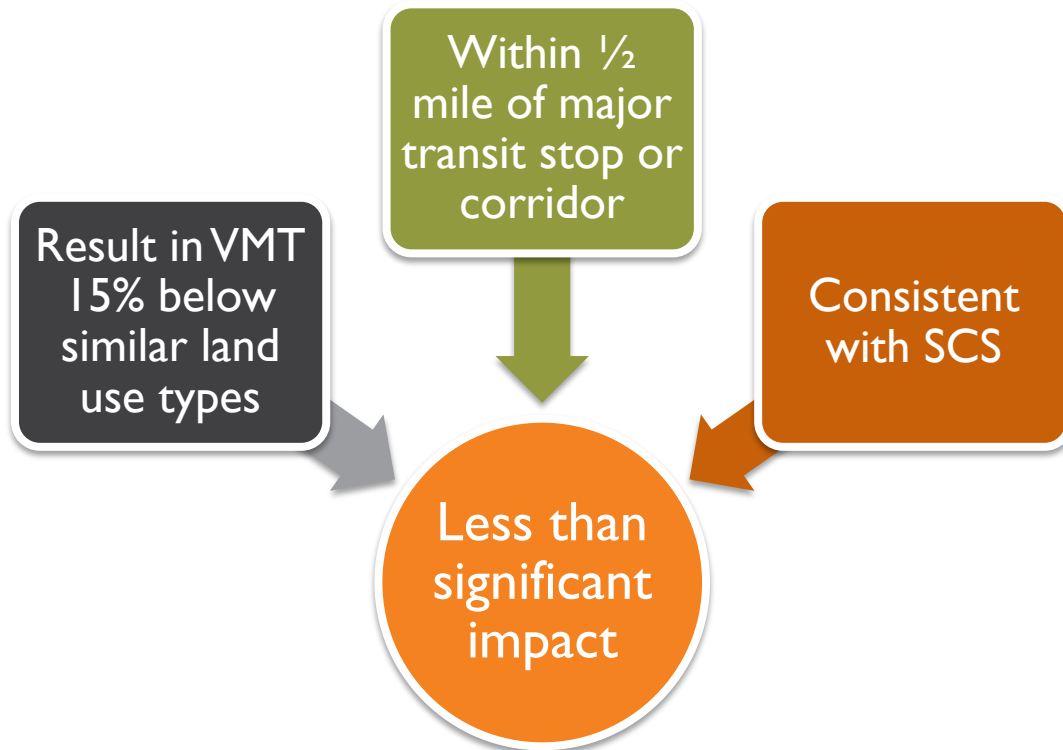 Within ½
mile of major
transit stop or
corridor
Result in VMT
15% below
similar land
use types
Consistent
with SCS
Less than
significant
impact